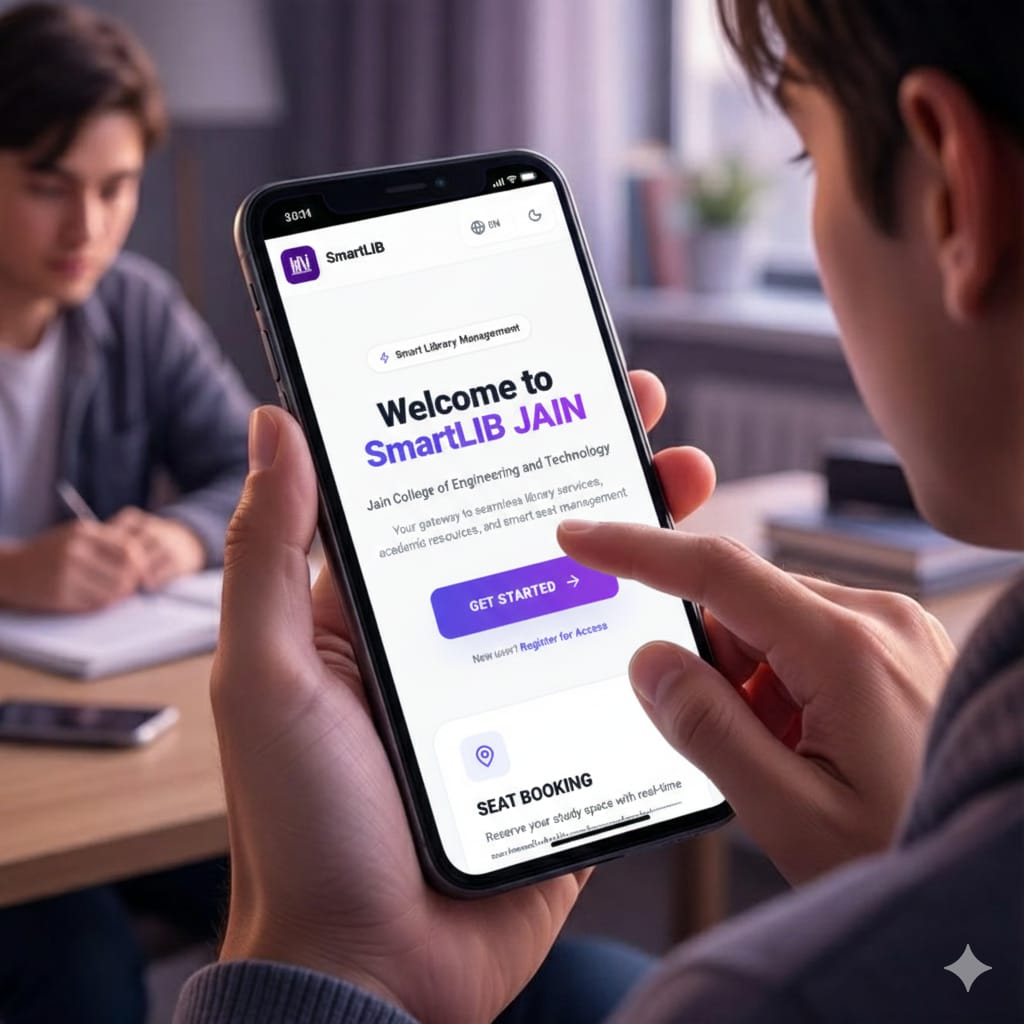 SmartLIB
EN
Smart Library Management
Welcome to
SmartLIB JAIN
Jain College of Engineering and Technology
Your gateway to seamless library services,
academic resources, and smart seat management
GET STARTED →
New user? Register for Access
SEAT BOOKING
Reserve your study space with real-time